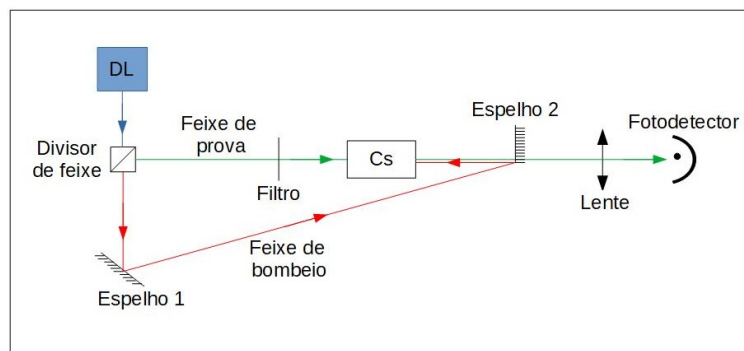 DL
Feixe de
prova
Divisor
de feixe
Filtro
Cs
Espelho 2
Fotodetector
Lente
Feixe de
bombeio
Espelho 1